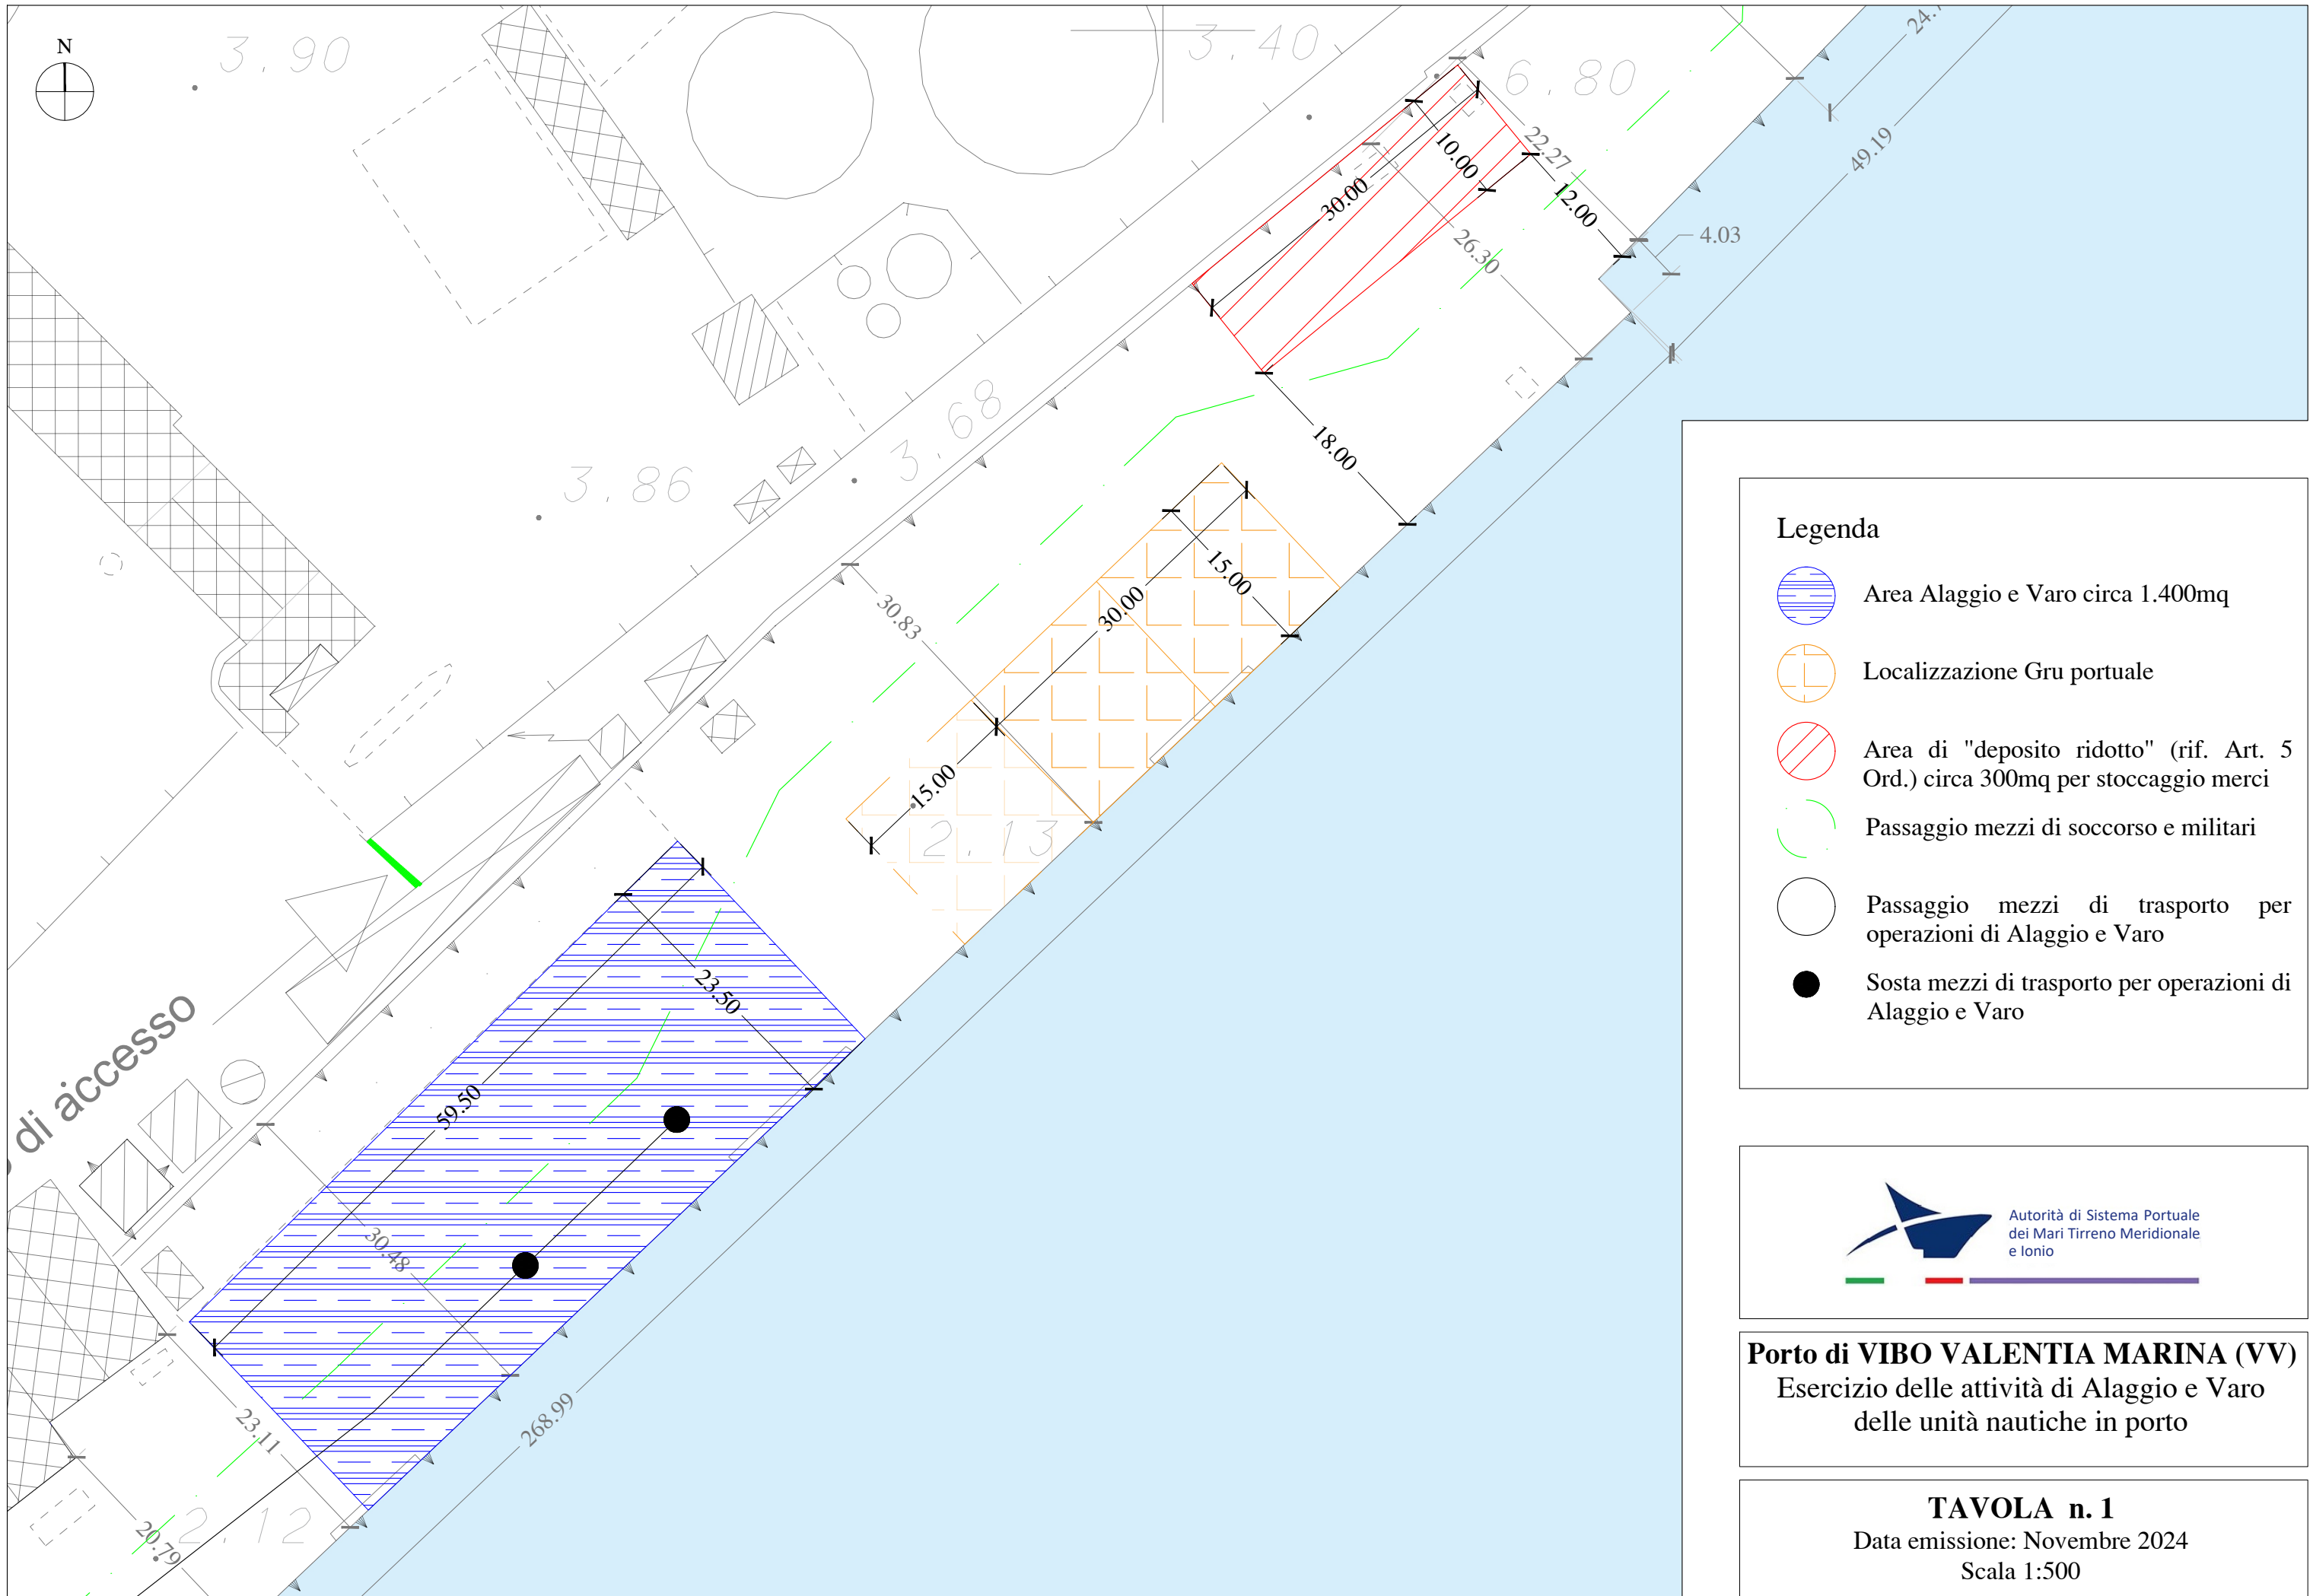 N
3.90
3.40
6.80
24.
22.27
49.19
10.00
12.00
30.00
4.03
26.30
3.68
18.00
3.86
15.00
30.00
30.83
15.00
2.13
23.50
di accesso
59.50
30.48
268.99
23.11
2.12
20.79
Legenda
Area Alaggio e Varo circa 1.400mq
Localizzazione Gru portuale
Area di "deposito ridotto" (rif. Art. 5
Ord.) circa 300mq per stoccaggio merci
Passaggio mezzi di soccorso e militari
Passaggio mezzi di trasporto per
operazioni di Alaggio e Varo
Sosta mezzi di trasporto per operazioni di
Alaggio e Varo
Autorità di Sistema Portuale
dei Mari Tirreno Meridionale
e Ionio
Porto di VIBO VALENTIA MARINA (VV)
Esercizio delle attività di Alaggio e Varo
delle unità nautiche in porto
TAVOLA n. 1
Data emissione: Novembre 2024
Scala 1:500